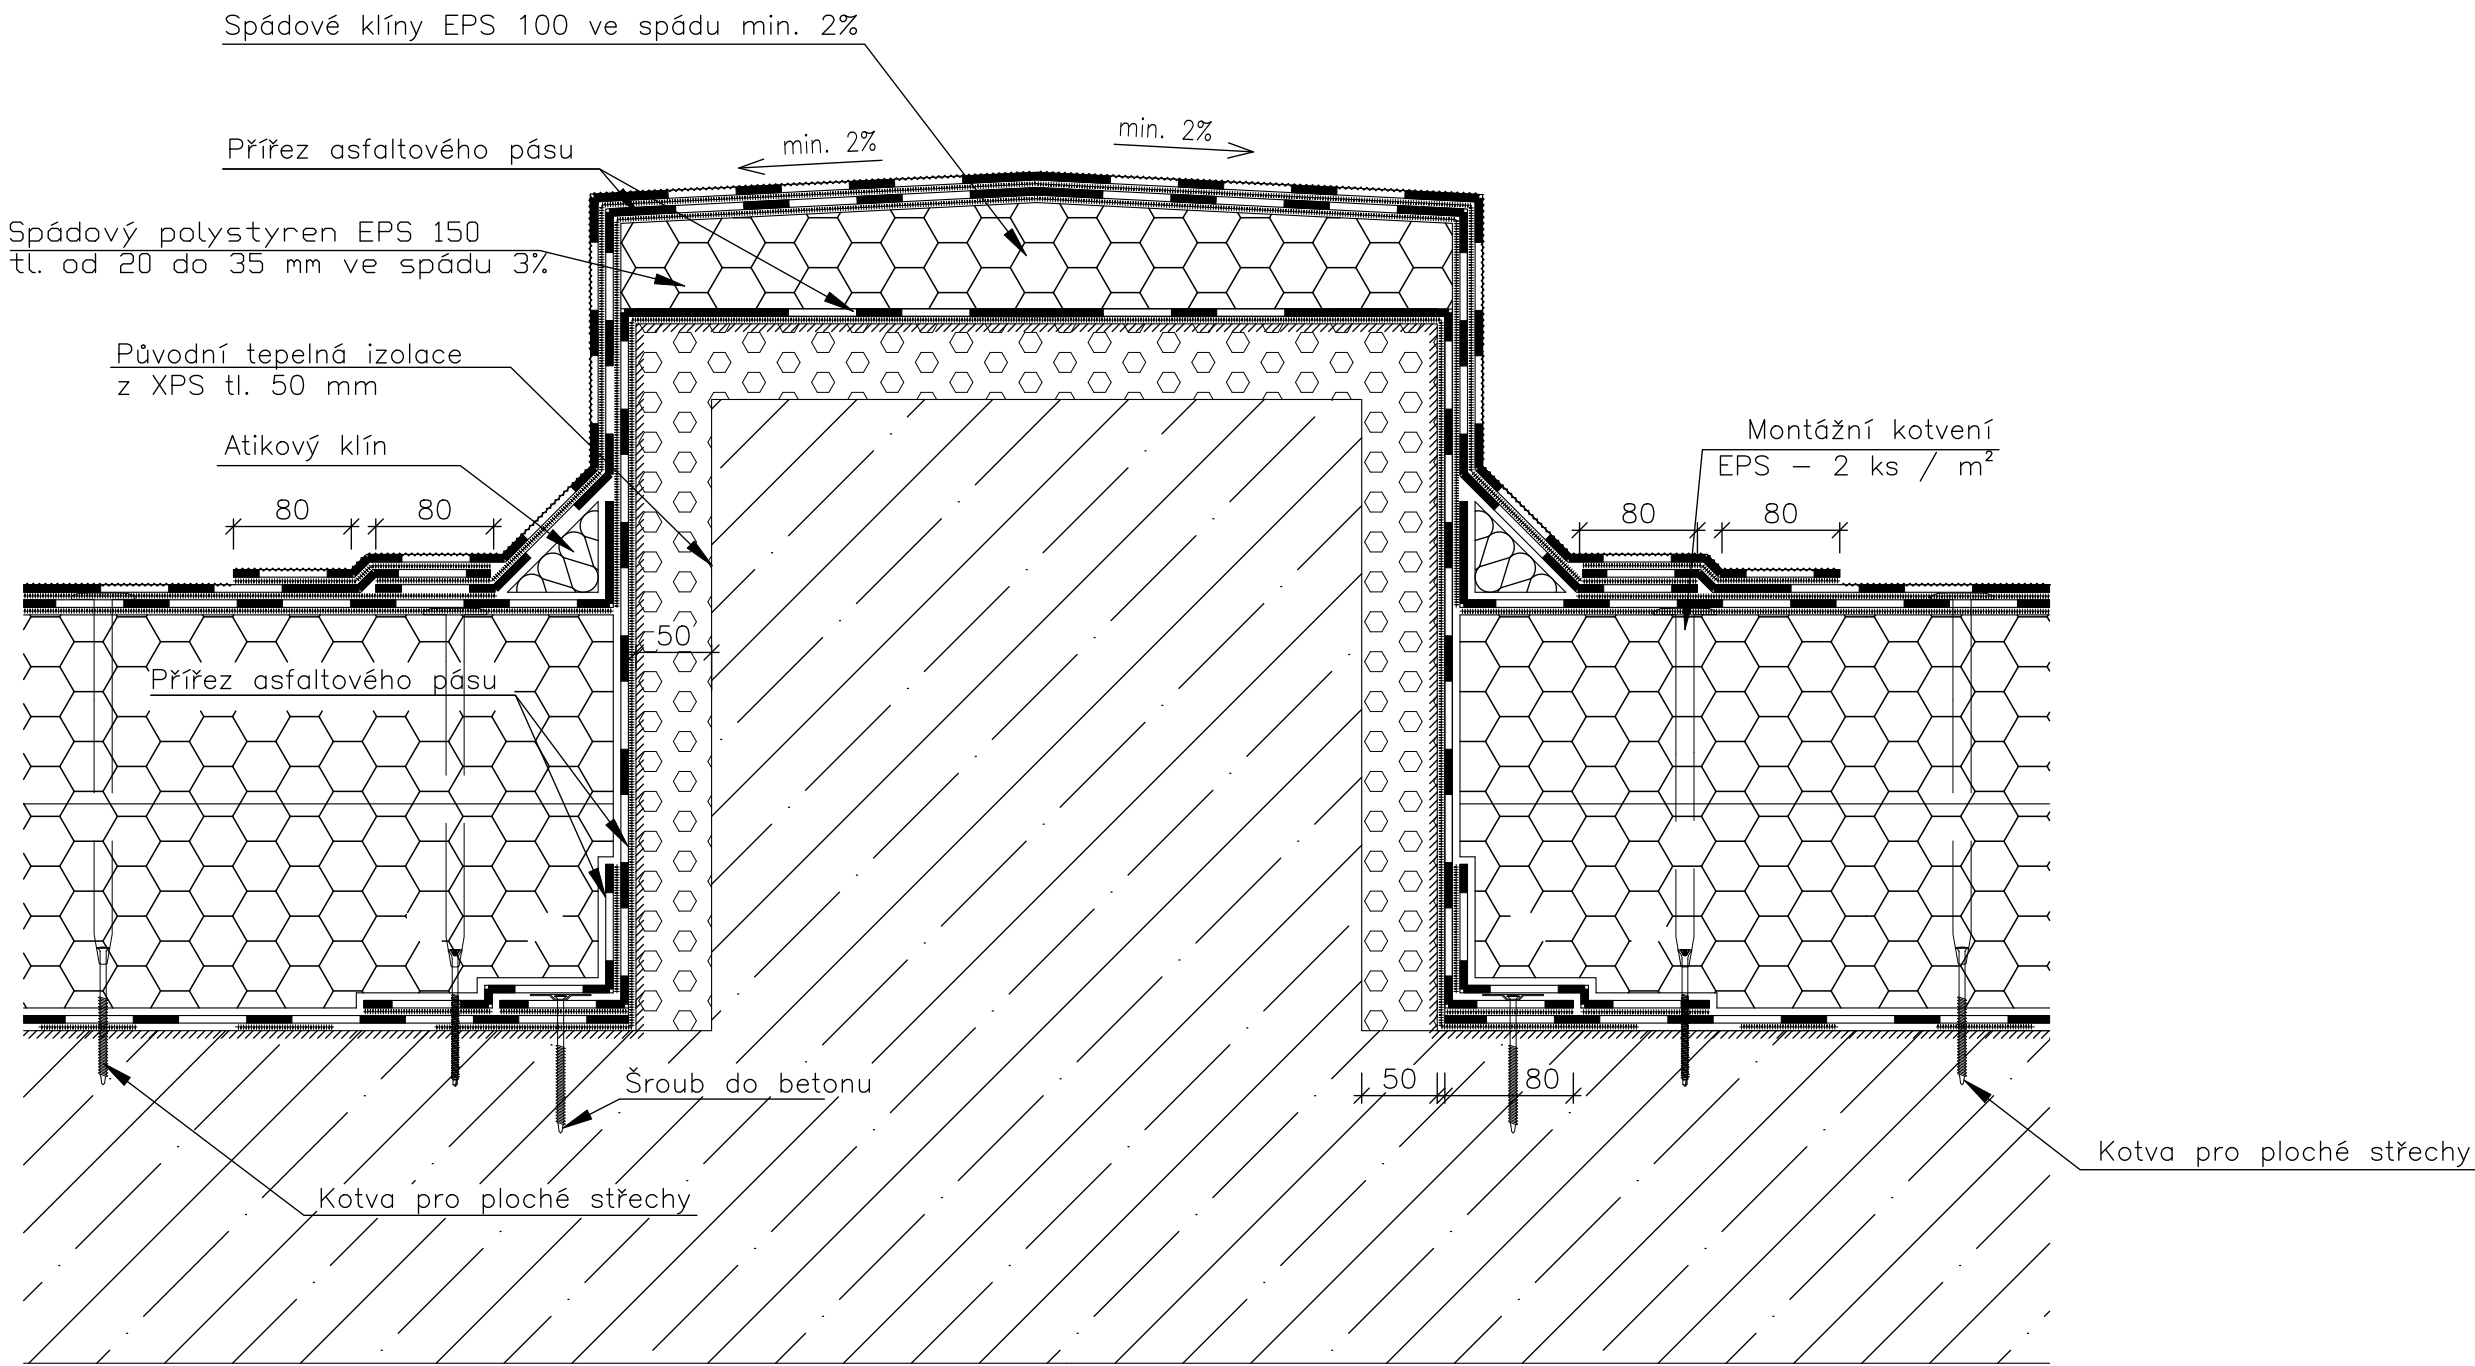 Spádové klíny EPS 100 ve spádu min. 2%
min. 2%
min. 2%
Přířez asfaltového pásu
Spádový polystyren EPS 150
tl. od 20 do 35 mm ve spádu 3%
Původní tepelná izolace
z XPS tl. 50 mm
Atikový klín
Montážní kotvení
EPS – 2 ks / m²
80
80
80
80
50
Přířez asfaltového pásu
Šroub do betonu
50
80
Kotva pro ploché střechy
Kotva pro ploché střechy